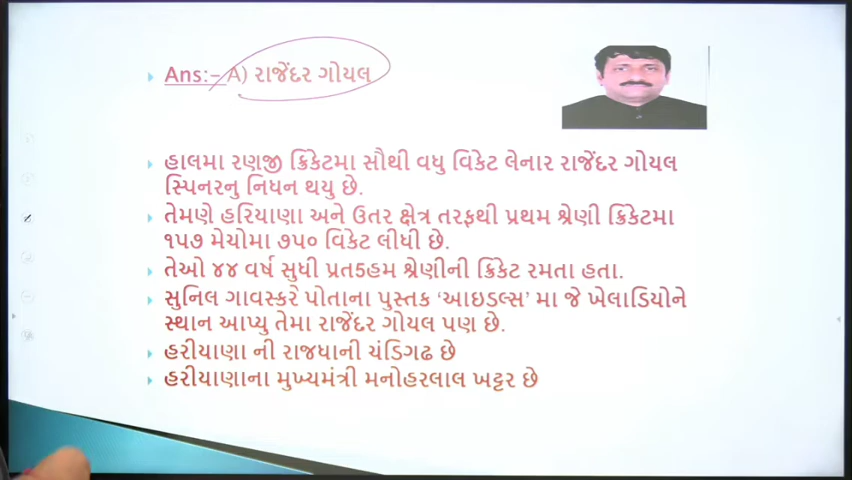 Ans:- A) રાજેંદર ગોયલ
હાલમા રણજી ક્રિકેટમા સૌથી વધુ વિકેટ લેનાર રાજેંદર ગોયલ
સ્પિનરનુ નિધન થયુ છે.
તેમણે હરિયાણા અને ઉતર ક્ષેત્ર તરફથી પ્રથમ શ્રેણી ક્રિકેટમા
૧૫૭ મેચોમા ૭૫૦ વિકેટ લીધી છે.
તેઓ ૪૪ વર્ષ સુધી પ્રત5હમ શ્રેણીની ક્રિકેટ રમતા હતા.
સુનિલ ગાવસ્કરે પોતાના પુસ્તક ‘આઇડલ્સ’ મા જે ખેલાડિયોને
સ્થાન આપ્યુ તેમા રાજેંદર ગોયલ પણ છે.
હરીયાણા ની રાજધાની ચંડિગઢ છે
હરીયાણાના મુખ્યમંત્રી મનોહરલાલ ખટ્ટર છે